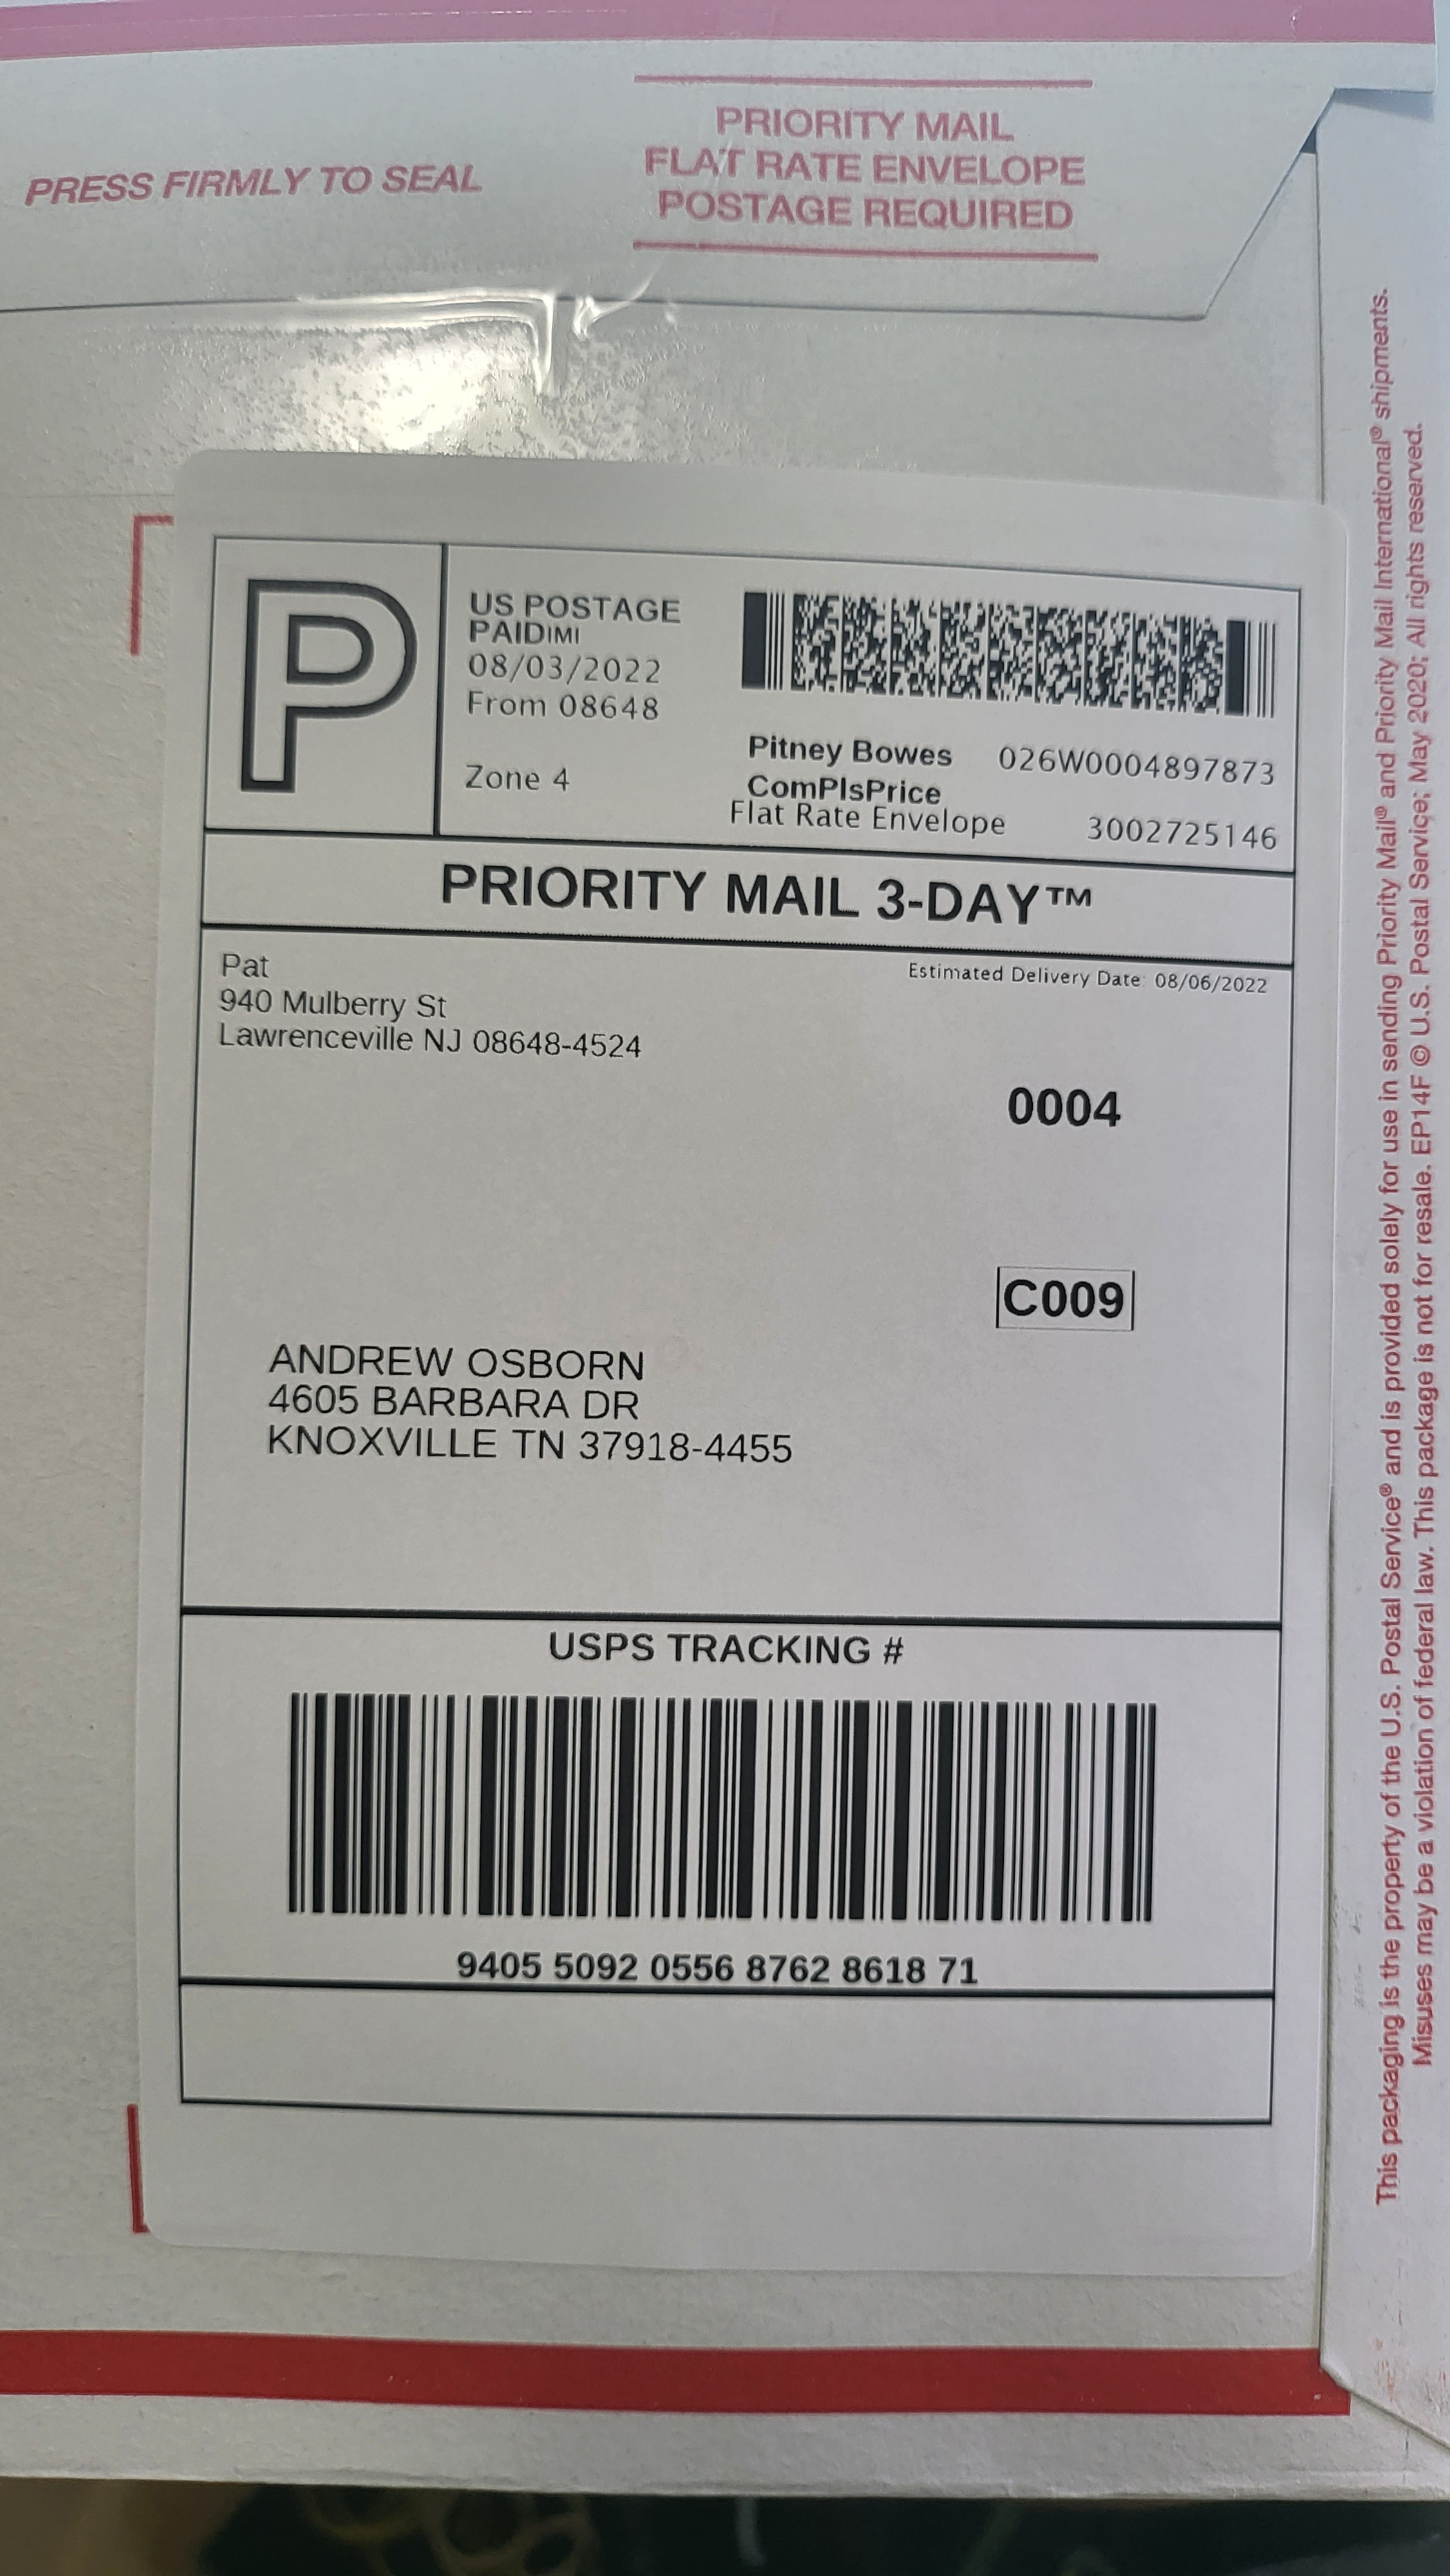 PRESS FIRMLY TO SEAL
PRIORITY MAIL
FLAT RATE ENVELOPE
POSTAGE REQUIRED
P
US POSTAGE
PAIDIMI
08/03/2022
From 08648
Zone 4
Pitney Bowes 026W0004897873
ComPlsPrice
Flat Rate Envelope 3002725146
PRIORITY MAIL 3-DAY™
Pat
940 Mulberry St
Lawrenceville NJ 08648-4524
Estimated Delivery Date: 08/06/2022
0004
C009
ANDREW OSBORN
4605 BARBARA DR
KNOXVILLE TN 37918-4455
USPS TRACKING #
9405 5092 0556 8762 8618 71
This packaging is the property of the U.S. Postal Service® and is provided solely for use in sending Priority Mail® and Priority Mail International® shipments.
Misuses may be a violation of federal law. This package is not for resale. EP14F © U.S. Postal Service; May 2020; All rights reserved.